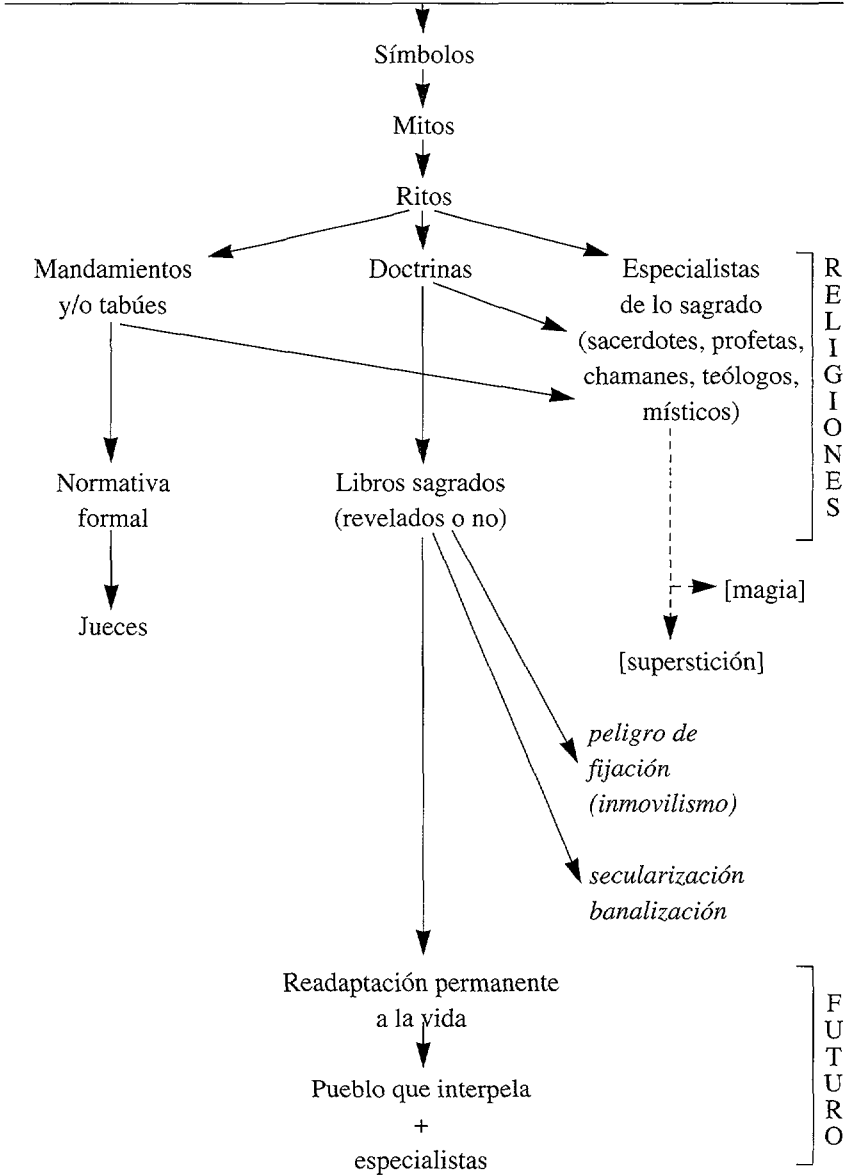 Símbolos
Mitos
Ritos
Mandamientos
y/o tabúes
Doctrinas
Especialistas
de lo sagrado
(sacerdotes, profetas,
chamanes, teólogos,
místicos)
RELIGIONES
Normativa
formal
Libros sagrados
(revelados o no)
Jueces
[magia]
[superstición]
peligro de
fijación
(inmovilismo)
secularización
banalización
Readaptación permanente
a la vida
Pueblo que interpela
+
especialistas
FUTURO